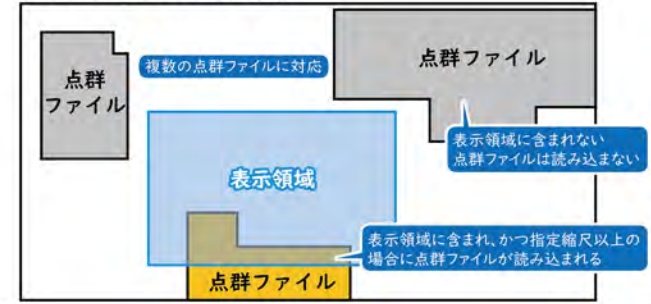 点群
ファイル
複数の点群ファイルに対応
点群ファイル
表示領域に含まれない
点群ファイルは読み込まない
表示領域
表示領域に含まれ、かつ指定縮尺以上の
場合に点群ファイルが読み込まれる
点群ファイル